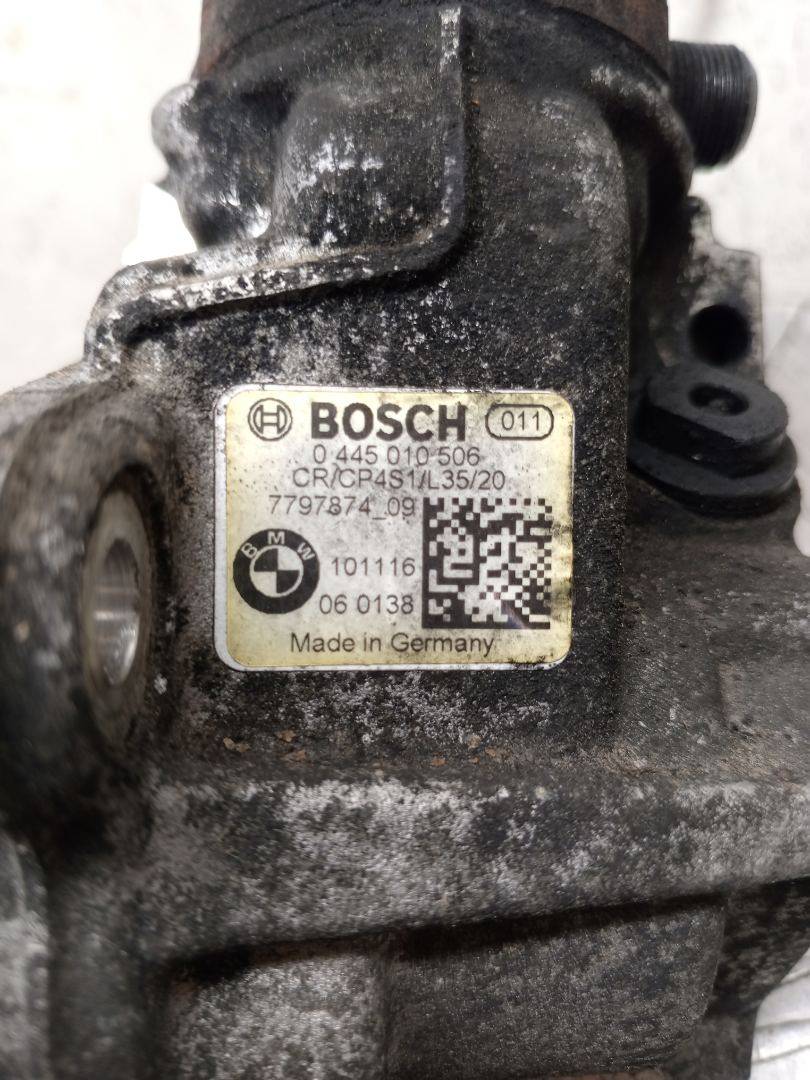 BOSCH 011
0 445 010 506
CR/CP4S1/L35/20
7797874_09
BMW
101116
06 0138
Made in Germany